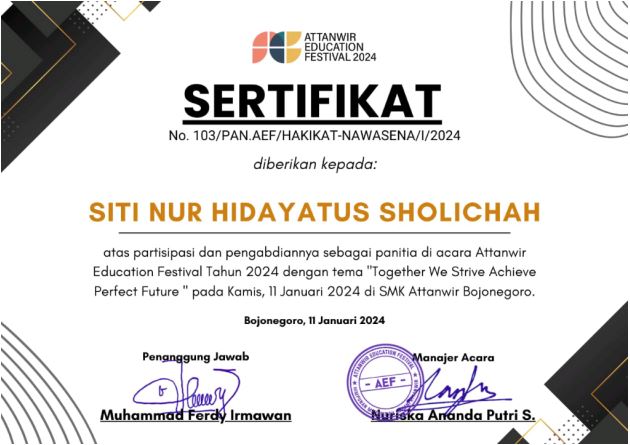 ATTANWIR
EDUCATION
FESTIVAL 2024
SERTIFIKAT
No. 103/PAN.AEF/HAKIKAT-NAWASENA/I/2024
diberikan kepada:
SITI NUR HIDAYATUS SHOLICHAH
atas partisipasi dan pengabdiannya sebagai panitia di acara Attanwir
Education Festival Tahun 2024 dengan tema "Together We Strive Achieve
Perfect Future " pada Kamis, 11 Januari 2024 di SMK Attanwir Bojonegoro.
Bojonegoro, 11 Januari 2024
Penanggung Jawab
Muhammad Ferdy Irmawan
Manajer Acara
ATTANWIR EDUCATION FESTIVAL
- AEF -
Nuriska Ananda Putri S.